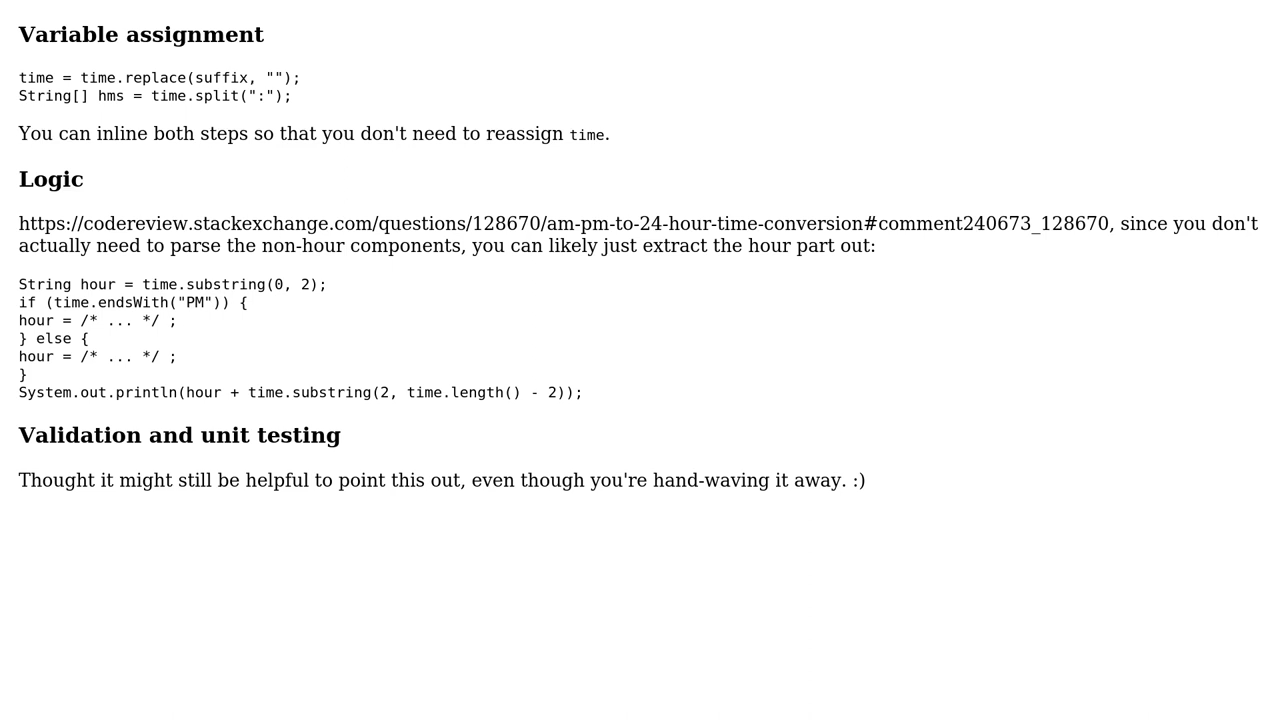 Variable assignment
time = time.replace(suffix, "");
String[] hms = time.split(":");
You can inline both steps so that you don't need to reassign time.
Logic
https://codereview.stackexchange.com/questions/128670/am-pm-to-24-hour-time-conversion#comment240673_128670, since you don't
actually need to parse the non-hour components, you can likely just extract the hour part out:
String hour = time.substring(0, 2);
if (time.endsWith("PM")) {
hour = /* ... */ ;
} else {
hour = /* ... */ ;
}
System.out.println(hour + time.substring(2, time.length() - 2));
Validation and unit testing
Thought it might still be helpful to point this out, even though you're hand-waving it away. :)